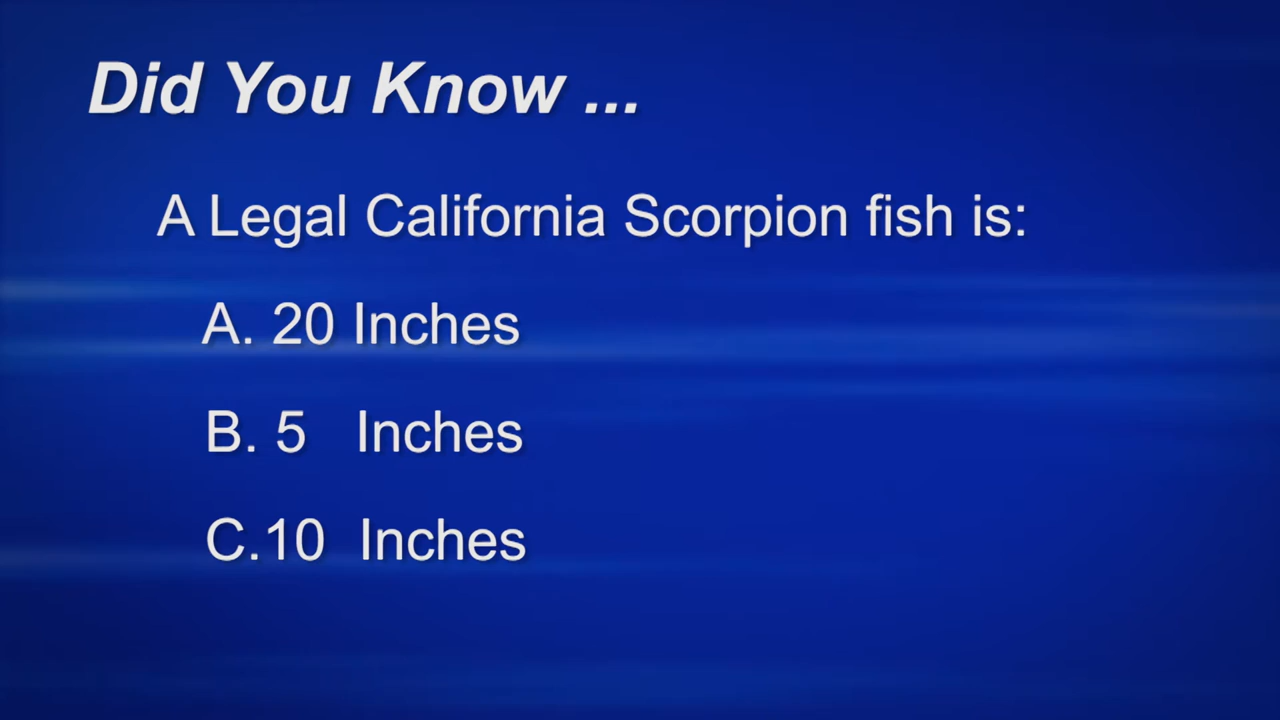 Did You Know ...
A Legal California Scorpion fish is:
A. 20 Inches
B. 5 Inches
C.10 Inches